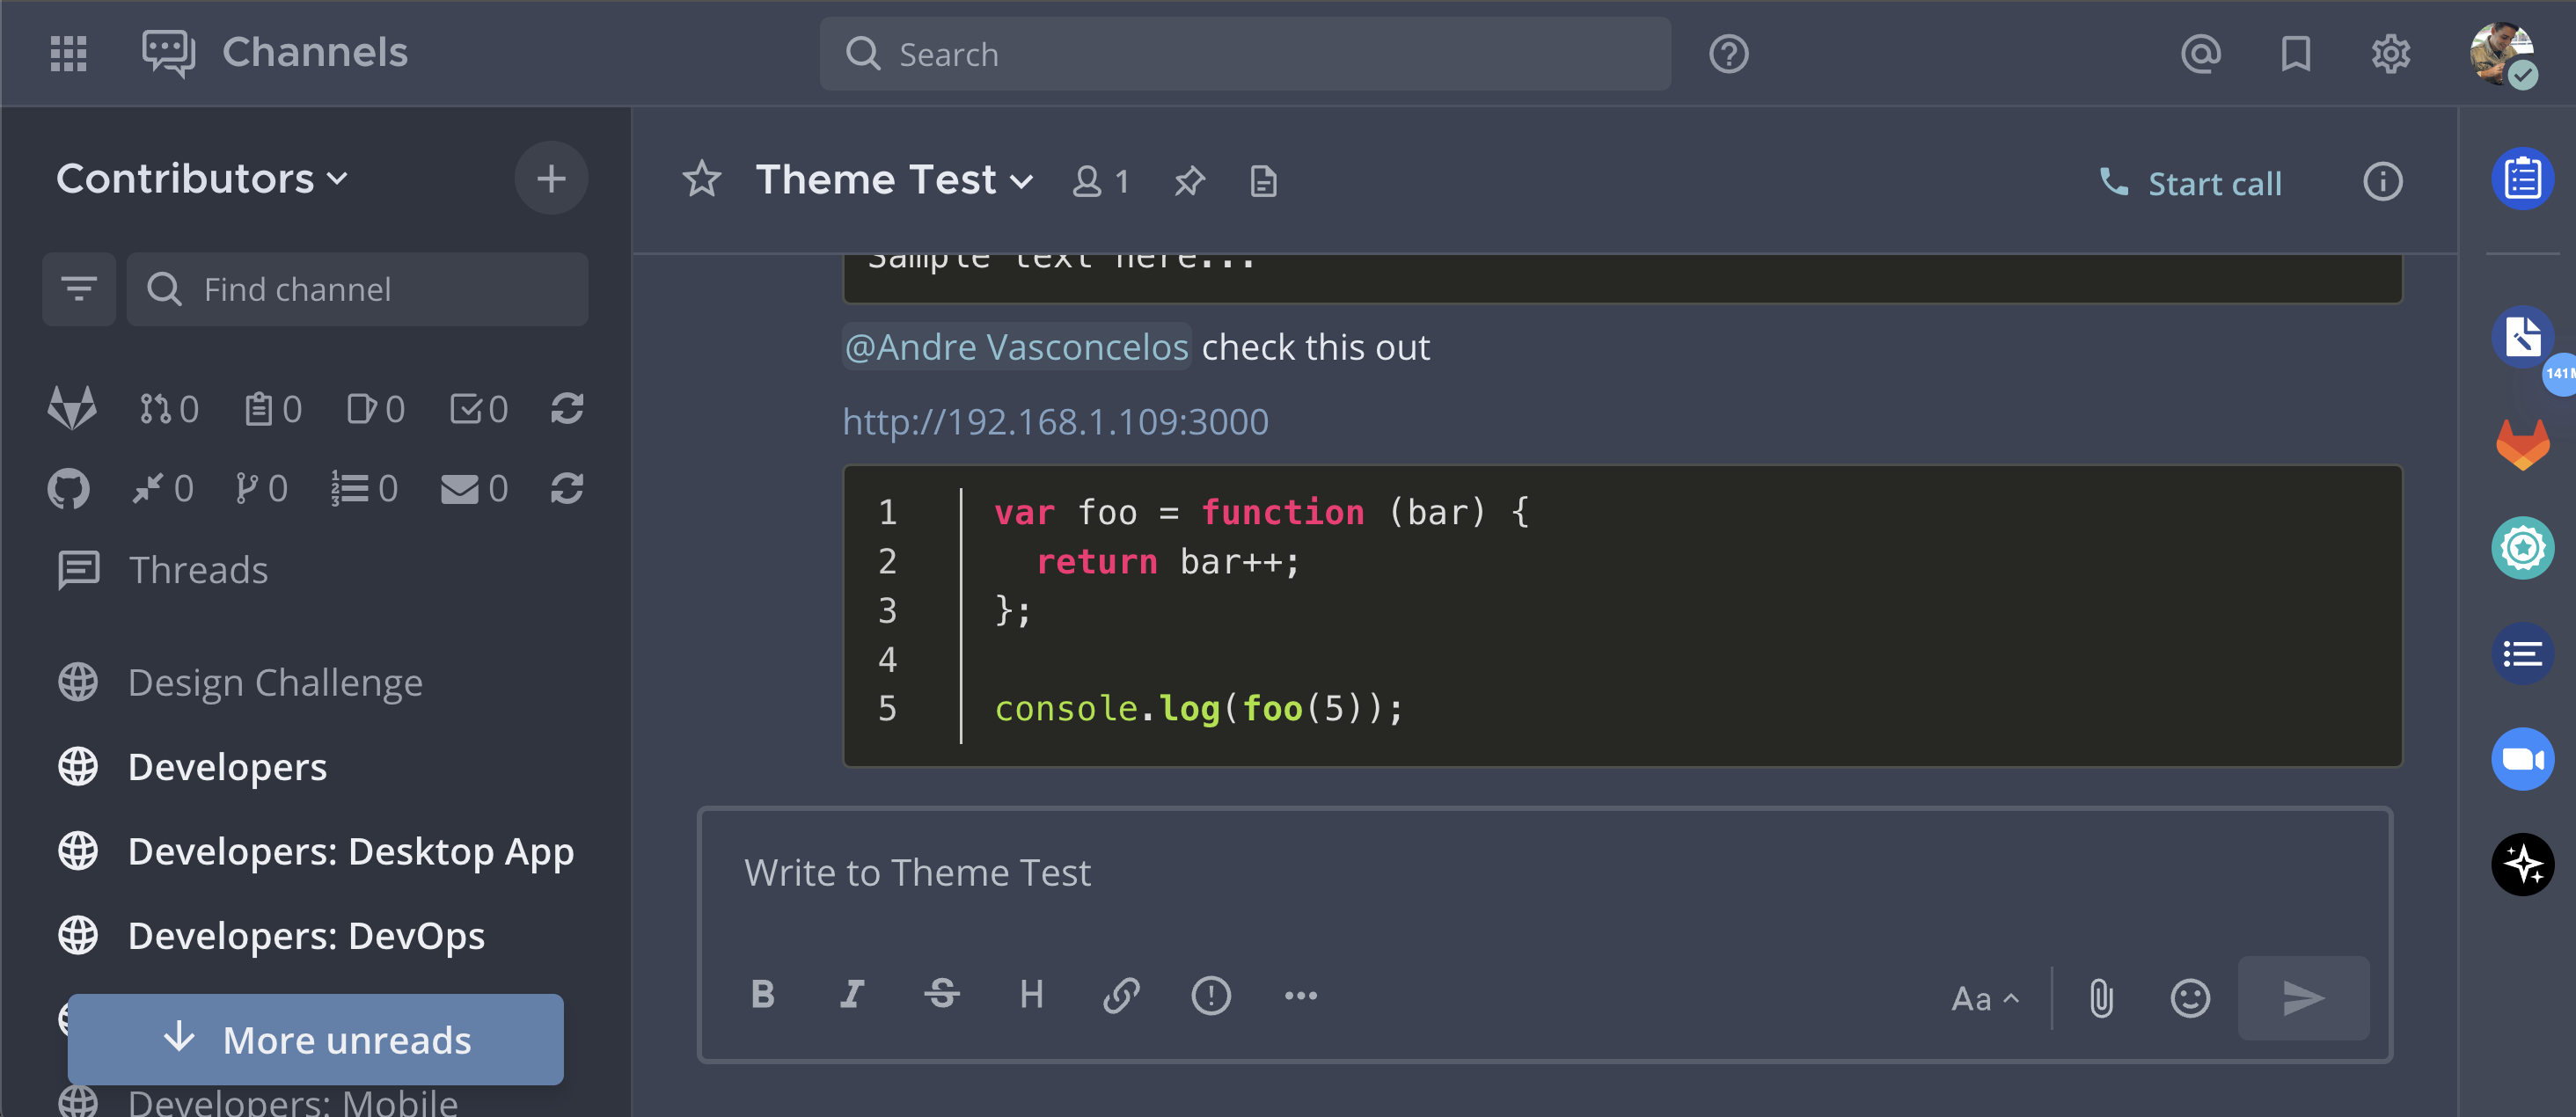 Channels
Search
Contributors
Theme Test
1
Start call
Find channel
Sample text here...
@Andre Vasconcelos check this out
141M
http://192.168.1.109:3000
0 0 0 0
0 0 0 0
Threads
1 var foo = function (bar) {
2 return bar++;
3 };
4
5 console.log(foo(5));
Design Challenge
Developers
Developers: Desktop App
Developers: DevOps
More unreads
Developers: Mobile
Write to Theme Test
B I S H
Aa